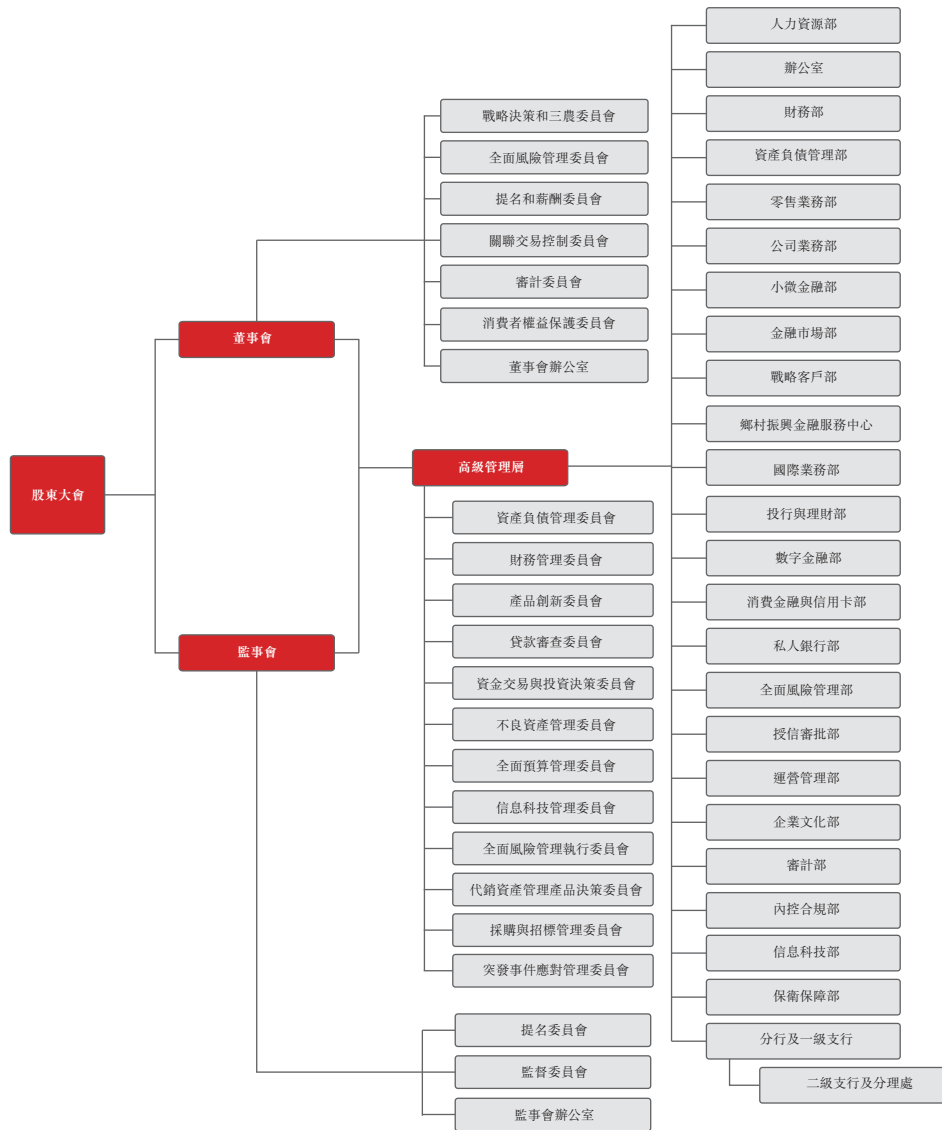 股東大會
董事會
監事會
戰略決策和三農委員會
全面風險管理委員會
提名和薪酬委員會
關聯交易控制委員會
審計委員會
消費者權益保護委員會
董事會辦公室
高級管理層
資產負債管理委員會
財務管理委員會
產品創新委員會
貸款審查委員會
資金交易與投資決策委員會
不良資產管理委員會
全面預算管理委員會
信息科技管理委員會
全面風險管理執行委員會
代銷資產管理產品決策委員會
採購與招標管理委員會
突發事件應對管理委員會
提名委員會
監督委員會
監事會辦公室
人力資源部
辦公室
財務部
資產負債管理部
零售業務部
公司業務部
小微金融部
金融市場部
戰略客戶部
鄉村振興金融服務中心
國際業務部
投行與理財部
數字金融部
消費金融與信用卡部
私人銀行部
全面風險管理部
授信審批部
運營管理部
企業文化部
審計部
內控合規部
信息科技部
保衛保障部
分行及一級支行
二級支行及分理處